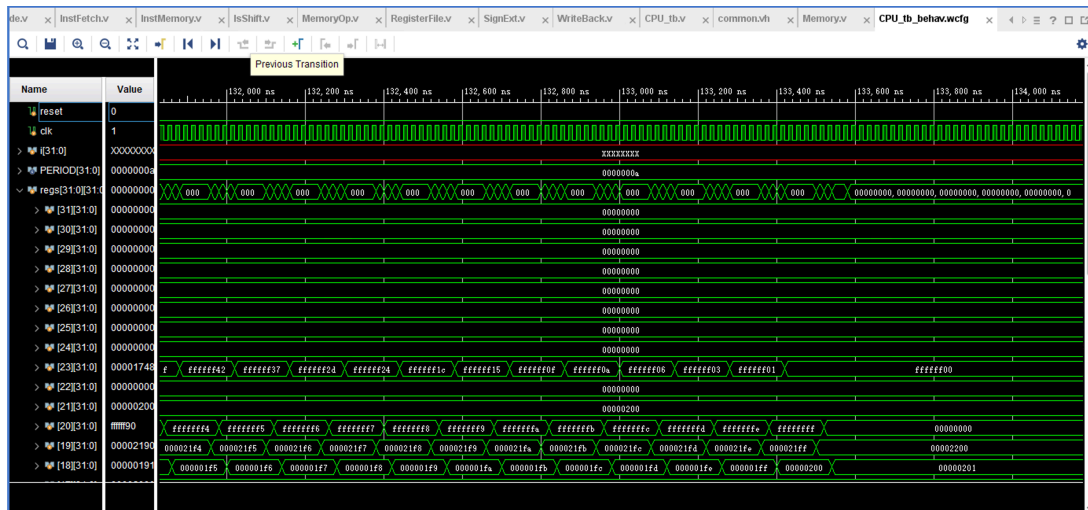 de.v InstFetch.v InstMemory.v IsShift.v MemoryOp.v RegisterFile.v SignExt.v WriteBack.v CPU_tb.v common.vh Memory.v CPU_tb_behav.wcfg
Previous Transition
Name Value 132,000 ns 132,200 ns 132,400 ns 132,600 ns 132,800 ns 133,000 ns 133,200 ns 133,400 ns 133,600 ns 133,800 ns 134,000 ns
reset 0
clk 1
i[31:0] XXXXXXXX XXXXXXXX
PERIOD[31:0] 0000000a 0000000a
regs[31:0][31:0 00000000 000 000 000 000 000 000 000 000 000 00000000, 00000000, 00000000, 00000000, 00000000, 0
[31][31:0] 00000000 00000000
[30][31:0] 00000000 00000000
[29][31:0] 00000000 00000000
[28][31:0] 00000000 00000000
[27][31:0] 00000000 00000000
[26][31:0] 00000000 00000000
[25][31:0] 00000000 00000000
[24][31:0] 00000000 00000000
[23][31:0] 00001748 f ffffff42 ffffff37 ffffff2d ffffff24 ffffff1c ffffff15 ffffff0f ffffff0a ffffff06 ffffff03 ffffff01 ffffff00
[22][31:0] 00000000 00000000
[21][31:0] 00000200 00000200
[20][31:0] ffffff90 fffffff4 fffffff5 fffffff6 fffffff7 fffffff8 fffffff9 fffffffa fffffffb fffffffc fffffffd fffffffe ffffffff 00000000
[19][31:0] 00002190 000021f4 000021f5 000021f6 000021f7 000021f8 000021f9 000021fa 000021fb 000021fc 000021fd 000021fe 000021ff 00002200
[18][31:0] 00000191 000001f5 000001f6 000001f7 000001f8 000001f9 000001fa 000001fb 000001fc 000001fd 000001fe 000001ff 00000200 00000201